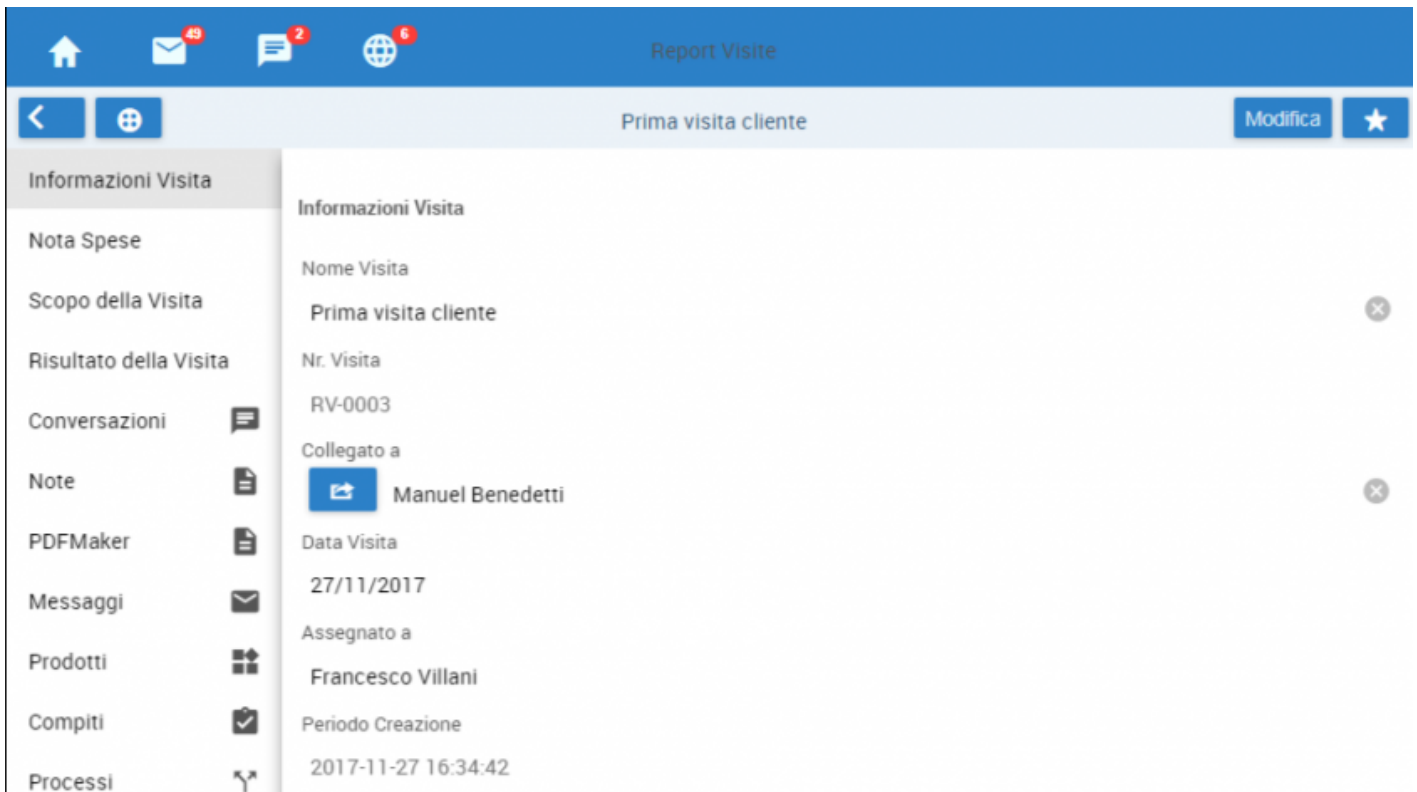 49
2
6
Report Visite
Prima visita cliente
Modifica
Informazioni Visita
Nota Spese
Scopo della Visita
Risultato della Visita
Conversazioni
Note
PDFMaker
Messaggi
Prodotti
Compiti
Processi
Informazioni Visita
Nome Visita
Prima visita cliente
Nr. Visita
RV-0003
Collegato a
Manuel Benedetti
Data Visita
27/11/2017
Assegnato a
Francesco Villani
Periodo Creazione
2017-11-27 16:34:42